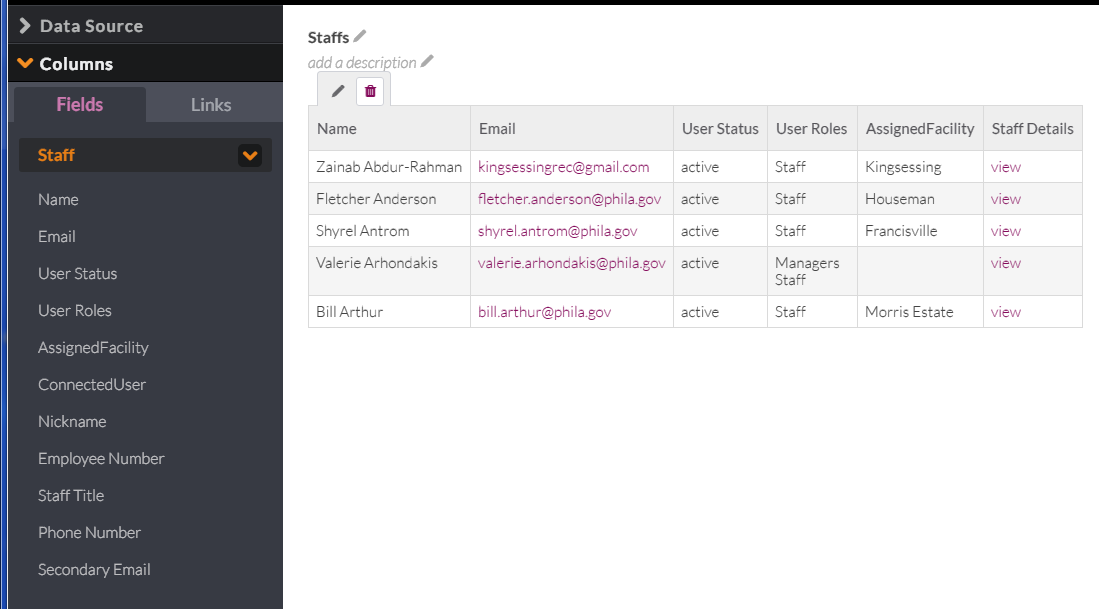 Data Source
Columns
Fields Links
Staff
Name
Email
User Status
User Roles
AssignedFacility
ConnectedUser
Nickname
Employee Number
Staff Title
Phone Number
Secondary Email
Staffs
add a description
Name Email User Status User Roles AssignedFacility Staff Details
Zainab Abdur-Rahman kingsessingrec@gmail.com active Staff Kingsessing view
Fletcher Anderson fletcher.anderson@phila.gov active Staff Houseman view
Shyrel Antrom shyrel.antrom@phila.gov active Staff Francisville view
Valerie Arhondakis valerie.arhondakis@phila.gov active Managers view
Staff
Bill Arthur bill.arthur@phila.gov active Staff Morris Estate view